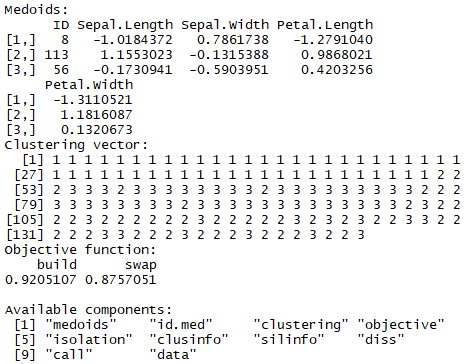 Medoids:
ID Sepal.Length Sepal.Width Petal.Length
[1,] 8 -1.0184372 0.7861738 -1.2791040
[2,] 113 1.1553023 -0.1315388 0.9868021
[3,] 56 -0.1730941 -0.5903951 0.4203256
Petal.Width
[1,] -1.3110521
[2,] 1.1816087
[3,] 0.1320673
Clustering vector:
[1] 1 1 1 1 1 1 1 1 1 1 1 1 1 1 1 1 1 1 1 1 1 1 1 1 1 1
[27] 1 1 1 1 1 1 1 1 1 1 1 1 1 1 1 1 1 1 1 1 1 1 1 1 2 2
[53] 2 3 3 3 2 3 3 3 3 3 3 3 3 2 3 3 3 3 3 3 3 3 3 2 2 2
[79] 3 3 3 3 3 3 3 3 2 3 3 3 3 3 3 3 3 3 3 3 3 3 2 3 2 2
[105] 2 2 3 2 2 2 2 2 2 3 2 2 2 2 2 3 2 3 2 3 2 2 3 3 2 2
[131] 2 2 2 3 3 2 2 2 3 2 2 2 3 2 2 2 3 2 2 3
Objective function:
build swap
0.9205107 0.8757051
Available components:
[1] "medoids" "id.med" "clustering" "objective"
[5] "isolation" "clusinfo" "silinfo" "diss"
[9] "call" "data"